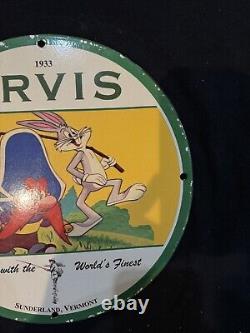 1933
RVIS
with the World's Finest
SUNDERLAND, VERMONT